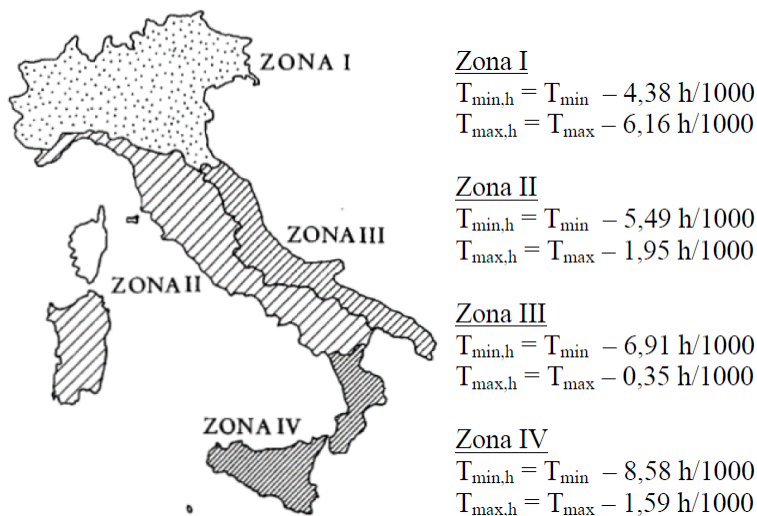 ZONA I
ZONA III
ZONA II
ZONA IV
Zona I
Tmin,h = Tmin – 4,38 h/1000
Tmax,h = Tmax – 6,16 h/1000
Zona II
Tmin,h = Tmin – 5,49 h/1000
Tmax,h = Tmax – 1,95 h/1000
Zona III
Tmin,h = Tmin – 6,91 h/1000
Tmax,h = Tmax – 0,35 h/1000
Zona IV
Tmin,h = Tmin – 8,58 h/1000
Tmax,h = Tmax – 1,59 h/1000